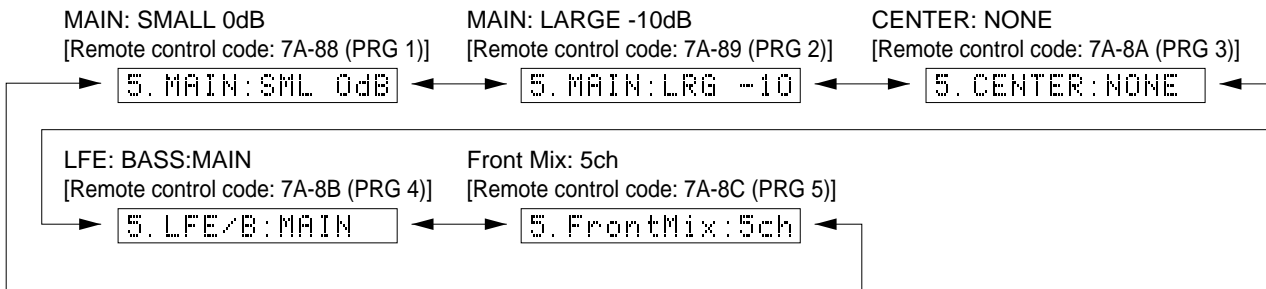 MAIN: SMALL 0dB
[Remote control code: 7A-88 (PRG 1)]
5. MAIN:SML 0dB
MAIN: LARGE -10dB
[Remote control code: 7A-89 (PRG 2)]
5. MAIN:LRG -10
CENTER: NONE
[Remote control code: 7A-8A (PRG 3)]
5. CENTER:NONE
LFE: BASS:MAIN
[Remote control code: 7A-8B (PRG 4)]
5. LFE/B:MAIN
Front Mix: 5ch
[Remote control code: 7A-8C (PRG 5)]
5. FrontMix:5ch